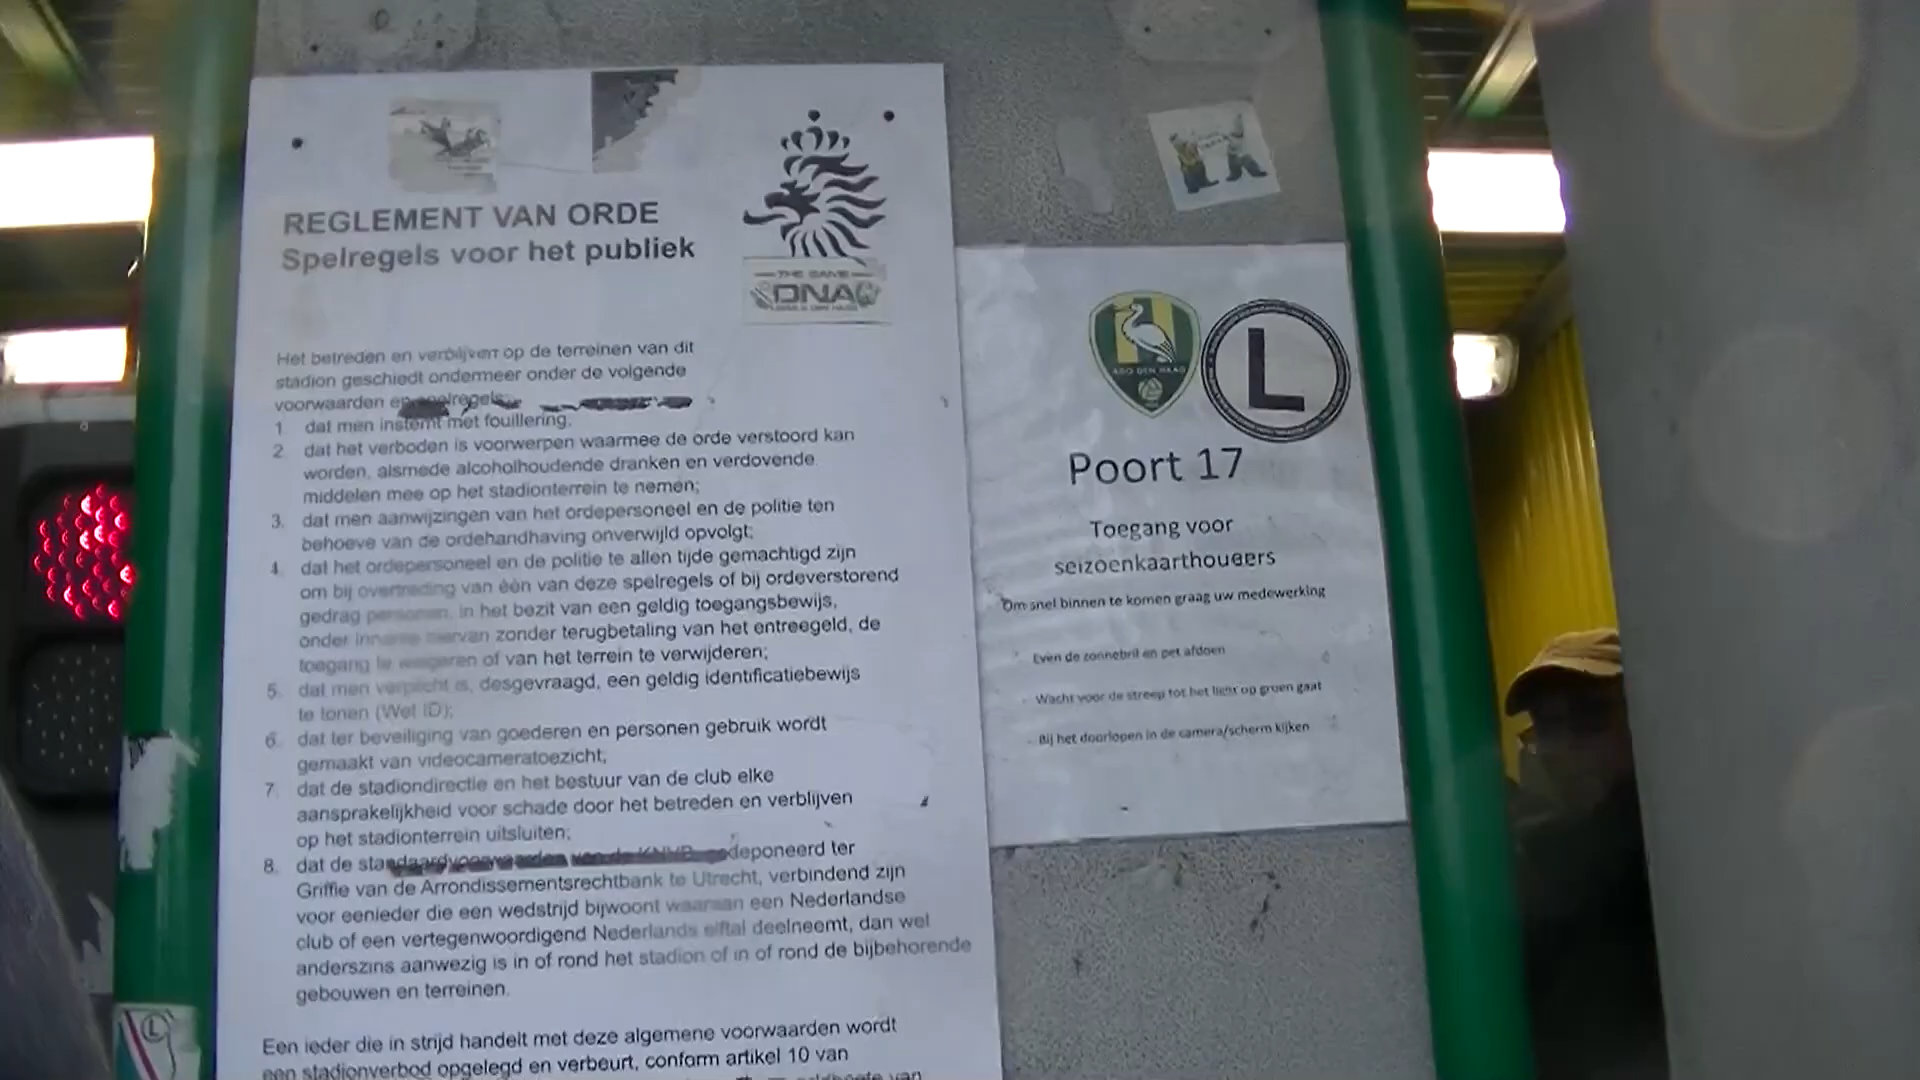 REGLEMENT VAN ORDE
Spelregels voor het publiek
THE GAME
DNA
Het betreden en verblijven op de terreinen van dit
stadion geschiedt ondermeer onder de volgende
voorwaarden en spelregels:
1. dat men instemt met fouillering;
2. dat het verboden is voorwerpen waarmee de orde verstoord kan
worden, alsmede alcoholhoudende dranken en verdovende
middelen mee op het stadionterrein te nemen;
3. dat men aanwijzingen van het ordepersoneel en de politie ten
behoeve van de ordehandhaving onverwijld opvolgt;
4. dat het ordepersoneel en de politie te allen tijde gemachtigd zijn
om bij overtreding van één van deze spelregels of bij ordeverstorend
gedrag personen, in het bezit van een geldig toegangsbewijs,
onder inname hiervan zonder terugbetaling van het entreegeld, de
toegang te weigeren of van het terrein te verwijderen;
5. dat men verplicht is, desgevraagd, een geldig identificatiebewijs
te tonen (Wet ID);
6. dat ter beveiliging van goederen en personen gebruik wordt
gemaakt van videocameratoezicht;
7. dat de stadiondirectie en het bestuur van de club elke
aansprakelijkheid voor schade door het betreden en verblijven
op het stadionterrein uitsluiten;
8. dat de standaardvoorwaarden van de KNVB gedeponeerd ter
Griffie van de Arrondissementsrechtbank te Utrecht, verbindend zijn
voor eenieder die een wedstrijd bijwoont waaraan een Nederlandse
club of een vertegenwoordigend Nederlands elftal deelneemt, dan wel
anderszins aanwezig is in of rond het stadion of in of rond de bijbehorende
gebouwen en terreinen.
Een ieder die in strijd handelt met deze algemene voorwaarden wordt
een stadionverbod opgelegd en verbeurt, conform artikel 10 van
geldboete van
ADO DEN HAAG
L
Poort 17
Toegang voor
seizoenkaarthouders
Om snel binnen te komen graag uw medewerking
- Even de zonnebril en pet afdoen
- Wacht voor de streep tot het licht op groen gaat
- Bij het doorlopen in de camera/scherm kijken
L